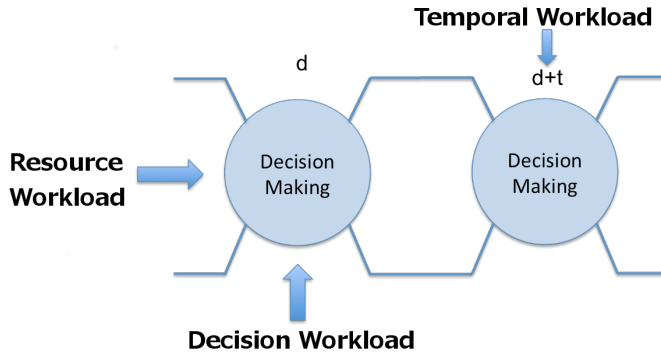 Temporal Workload
d
d+t
Decision
Making
Decision
Making
Resource
Workload
Decision Workload